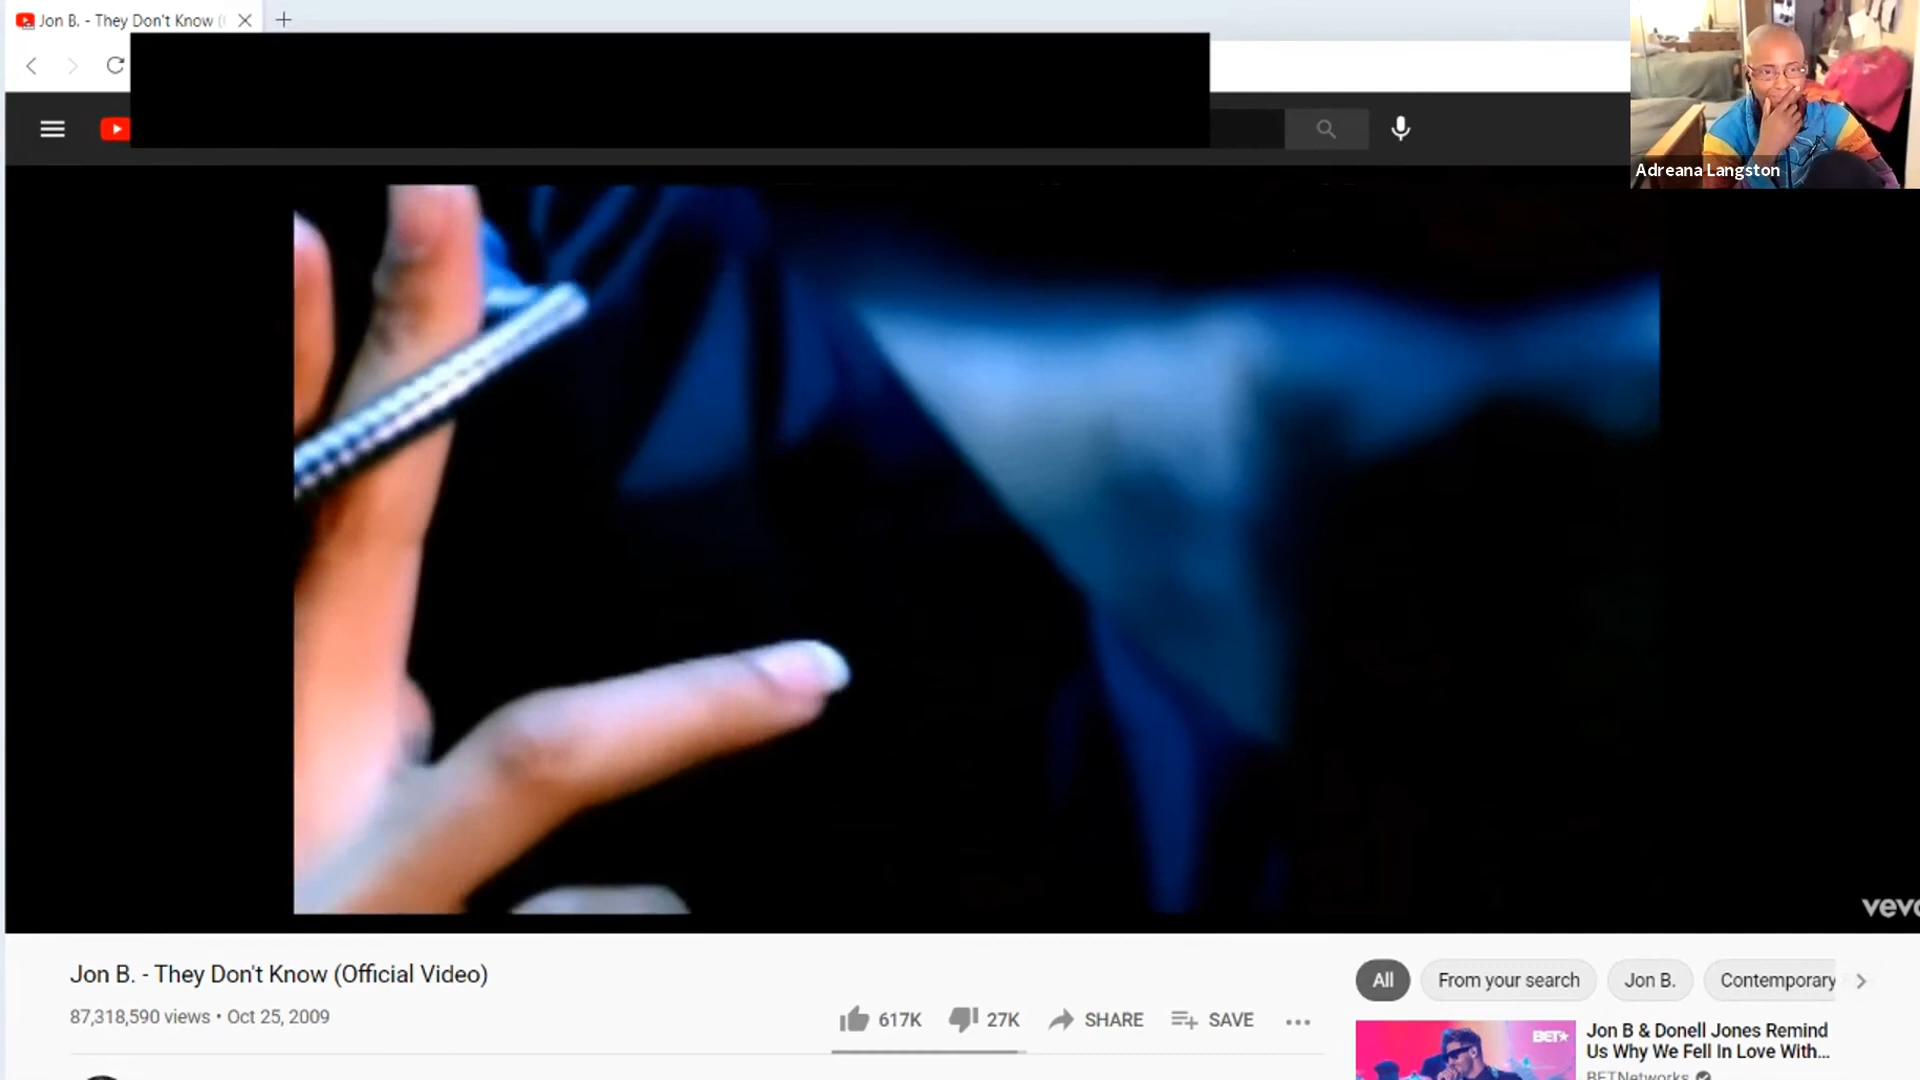 Jon B. - They Don't Know (
Adreana Langston
vevo
Jon B. - They Don't Know (Official Video)
87,318,590 views • Oct 25, 2009
617K
27K
SHARE
SAVE
All
From your search
Jon B.
Contemporary
BET
Jon B & Donell Jones Remind
Us Why We Fell In Love With...
BETNetworks